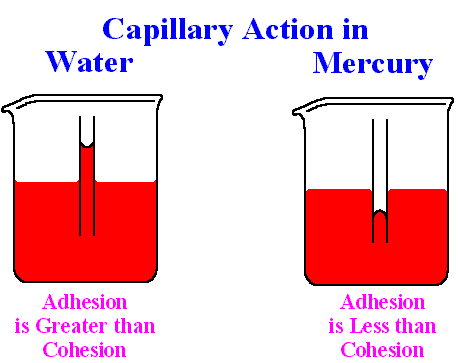 Capillary Action in
Water
Mercury
Adhesion
is Greater than
Cohesion
Adhesion
is Less than
Cohesion